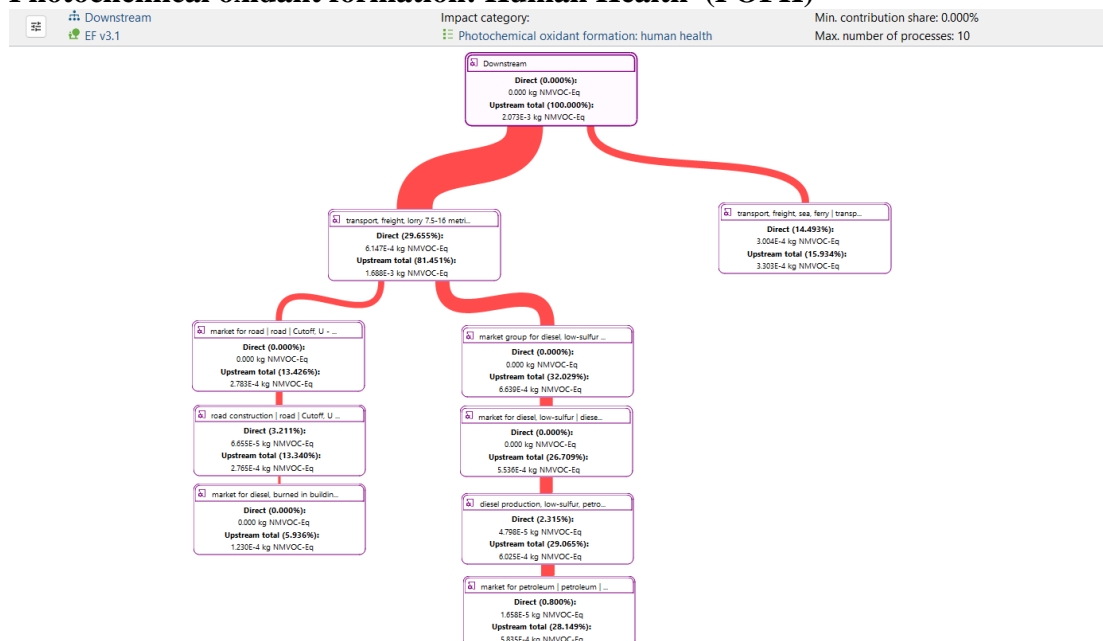 Photochemical oxidant formation: Human Health (POFH)
Downstream
Impact category:
Min. contribution share: 0.000%
EF v3.1
Photochemical oxidant formation: human health
Max. number of processes: 10
Downstream
Direct (0.000%):
0.000 kg NMVOC-Eq
Upstream total (100.000%):
2.073E-3 kg NMVOC-Eq
transport, freight, lorry 7.5-16 metri...
Direct (29.655%):
6.147E-4 kg NMVOC-Eq
Upstream total (81.451%):
1.688E-3 kg NMVOC-Eq
transport, freight, sea, ferry | transp...
Direct (14.493%):
3.004E-4 kg NMVOC-Eq
Upstream total (15.934%):
3.303E-4 kg NMVOC-Eq
market for road | road | Cutoff, U - ...
Direct (0.000%):
0.000 kg NMVOC-Eq
Upstream total (13.426%):
2.783E-4 kg NMVOC-Eq
market group for diesel, low-sulfur ...
Direct (0.000%):
0.000 kg NMVOC-Eq
Upstream total (32.029%):
6.639E-4 kg NMVOC-Eq
road construction | road | Cutoff, U ...
Direct (3.211%):
6.655E-5 kg NMVOC-Eq
Upstream total (13.340%):
2.765E-4 kg NMVOC-Eq
market for diesel, low-sulfur | diese...
Direct (0.000%):
0.000 kg NMVOC-Eq
Upstream total (26.709%):
5.536E-4 kg NMVOC-Eq
market for diesel, burned in buildin...
Direct (0.000%):
0.000 kg NMVOC-Eq
Upstream total (5.936%):
1.230E-4 kg NMVOC-Eq
diesel production, low-sulfur, petro...
Direct (2.315%):
4.798E-5 kg NMVOC-Eq
Upstream total (29.065%):
6.025E-4 kg NMVOC-Eq
market for petroleum | petroleum | ...
Direct (0.800%):
1.658E-5 kg NMVOC-Eq
Upstream total (28.149%):
5.835E-4 kg NMVOC-Eq